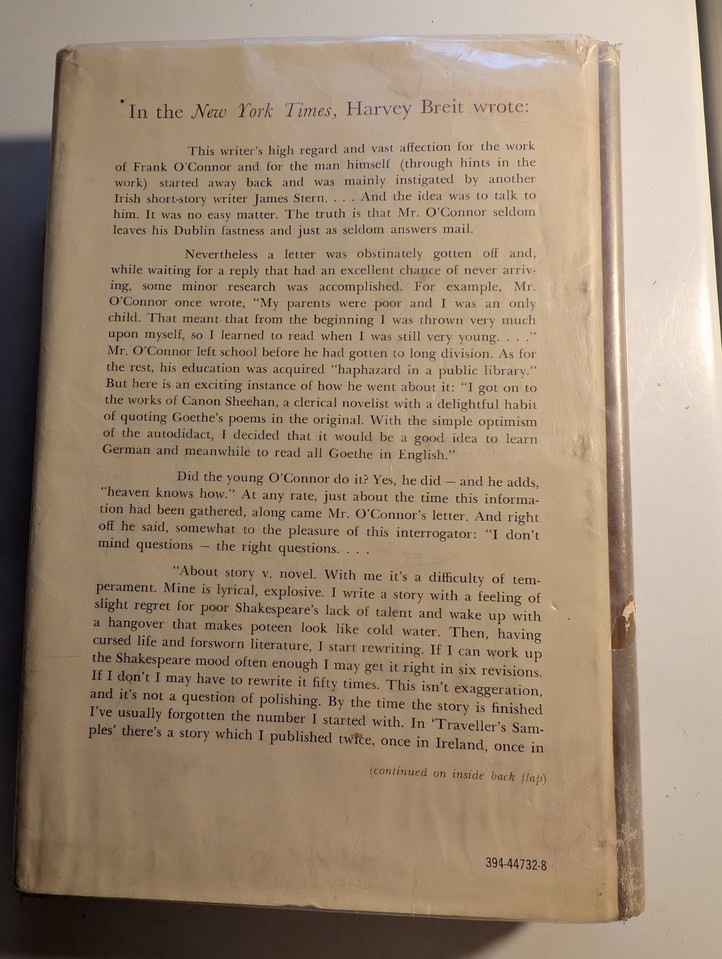 In the New York Times, Harvey Breit wrote:
This writer's high regard and vast affection for the work
of Frank O'Connor and for the man himself (through hints in the
work) started away back and was mainly instigated by another
Irish short-story writer James Stern. . . . And the idea was to talk to
him. It was no easy matter. The truth is that Mr. O'Connor seldom
leaves his Dublin fastness and just as seldom answers mail.
Nevertheless a letter was obstinately gotten off and,
while waiting for a reply that had an excellent chance of never arriv-
ing, some minor research was accomplished. For example, Mr.
O'Connor once wrote, "My parents were poor and I was an only
child. That meant that from the beginning I was thrown very much
upon myself, so I learned to read when I was still very young. . . ."
Mr. O'Connor left school before he had gotten to long division. As for
the rest, his education was acquired "haphazard in a public library."
But here is an exciting instance of how he went about it: "I got on to
the works of Canon Sheehan, a clerical novelist with a delightful habit
of quoting Goethe's poems in the original. With the simple optimism
of the autodidact, I decided that it would be a good idea to learn
German and meanwhile to read all Goethe in English."
Did the young O'Connor do it? Yes, he did — and he adds,
"heaven knows how." At any rate, just about the time this informa-
tion had been gathered, along came Mr. O'Connor's letter. And right
off he said, somewhat to the pleasure of this interrogator: "I don't
mind questions — the right questions. . . .
"About story v. novel. With me it's a difficulty of tem-
perament. Mine is lyrical, explosive. I write a story with a feeling of
slight regret for poor Shakespeare's lack of talent and wake up with
a hangover that makes poteen look like cold water. Then, having
cursed life and forsworn literature, I start rewriting. If I can work up
the Shakespeare mood often enough I may get it right in six revisions.
If I don't I may have to rewrite it fifty times. This isn't exaggeration,
and it's not a question of polishing. By the time the story is finished
I've usually forgotten the number I started with. In 'Traveller's Sam-
ples' there's a story which I published twice, once in Ireland, once in
(continued on inside back flap)
394-44732-8